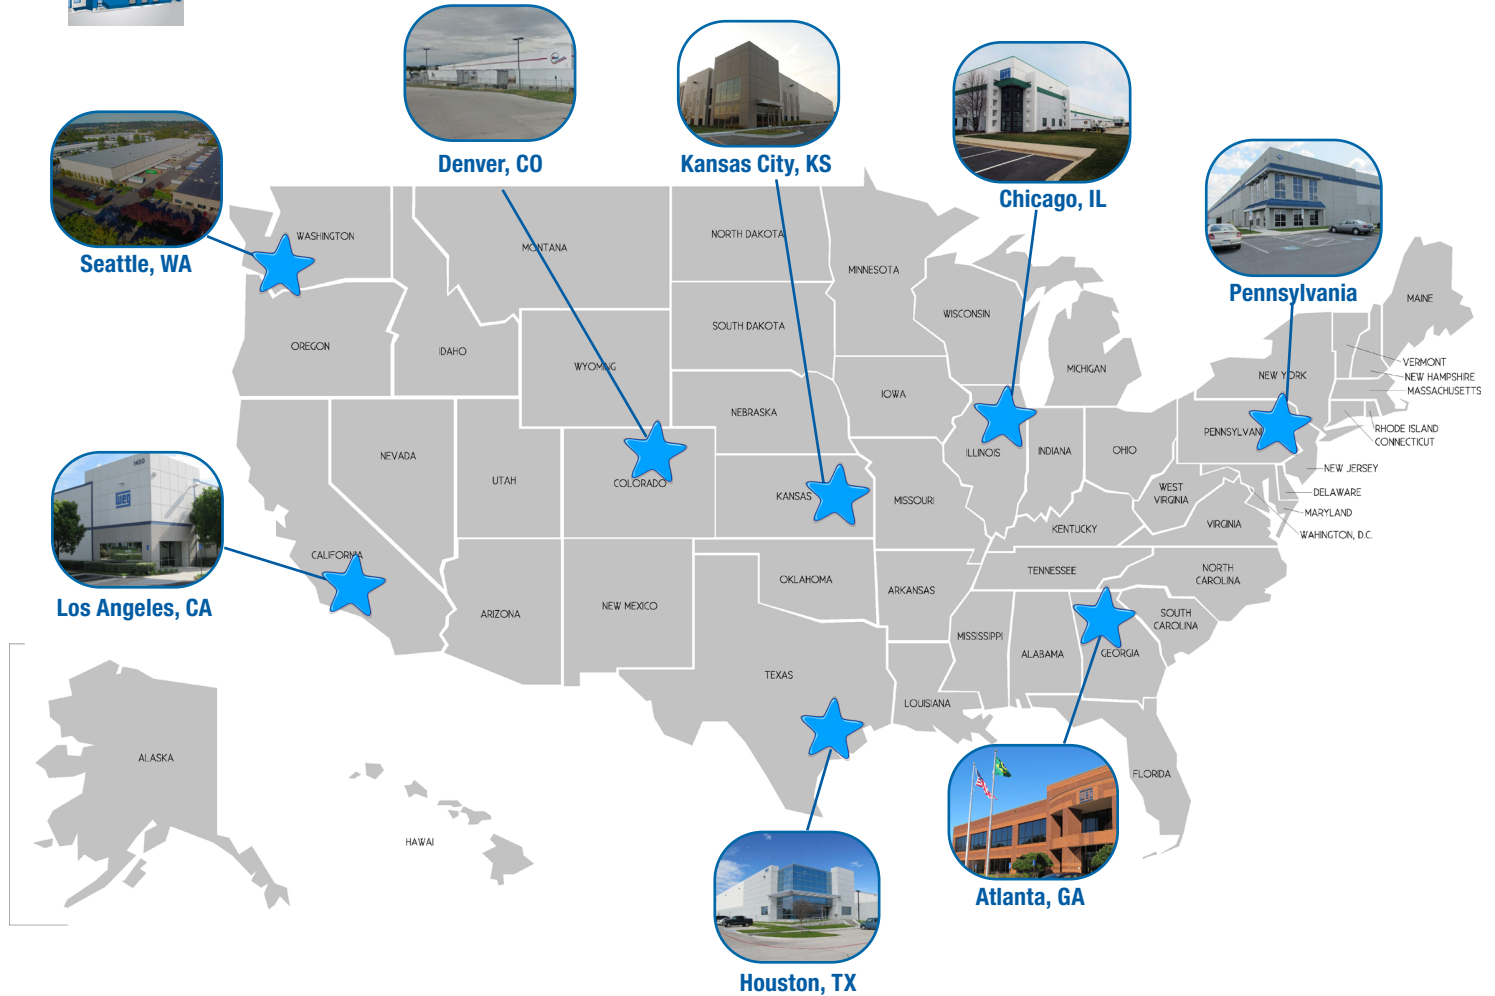 Denver, CO
Kansas City, KS
Chicago, IL
Seattle, WA
Pennsylvania
WASHINGTON
MONTANA
NORTH DAKOTA
MINNESOTA
MAINE
OREGON
IDAHO
SOUTH DAKOTA
WISCONSIN
WYOMING
MICHIGAN
NEW YORK
VERMONT
NEW HAMPSHIRE
MASSACHUSETTS
IOWA
NEBRASKA
RHODE ISLAND
CONNECTICUT
PENNSYLVANI
NEVADA
UTAH
COLORADO
ILLINOIS
INDIANA
OHIO
NEW JERSEY
KANSAS
MISSOURI
WEST
VIRGINIA
DELAWARE
MARYLAND
VIRGINIA
KENTUCKY
WAHINGTON, D.C.
1400
weg
CALIFORNIA
Los Angeles, CA
OKLAHOMA
TENNESSEE
NORTH
CAROLINA
ARIZONA
NEW MEXICO
ARKANSAS
SOUTH
CAROLINA
MISSISSIPPI
ALABAMA
GEORGIA
TEXAS
LOUISIANA
ALASKA
FLORIDA
HAWAI
Atlanta, GA
Houston, TX